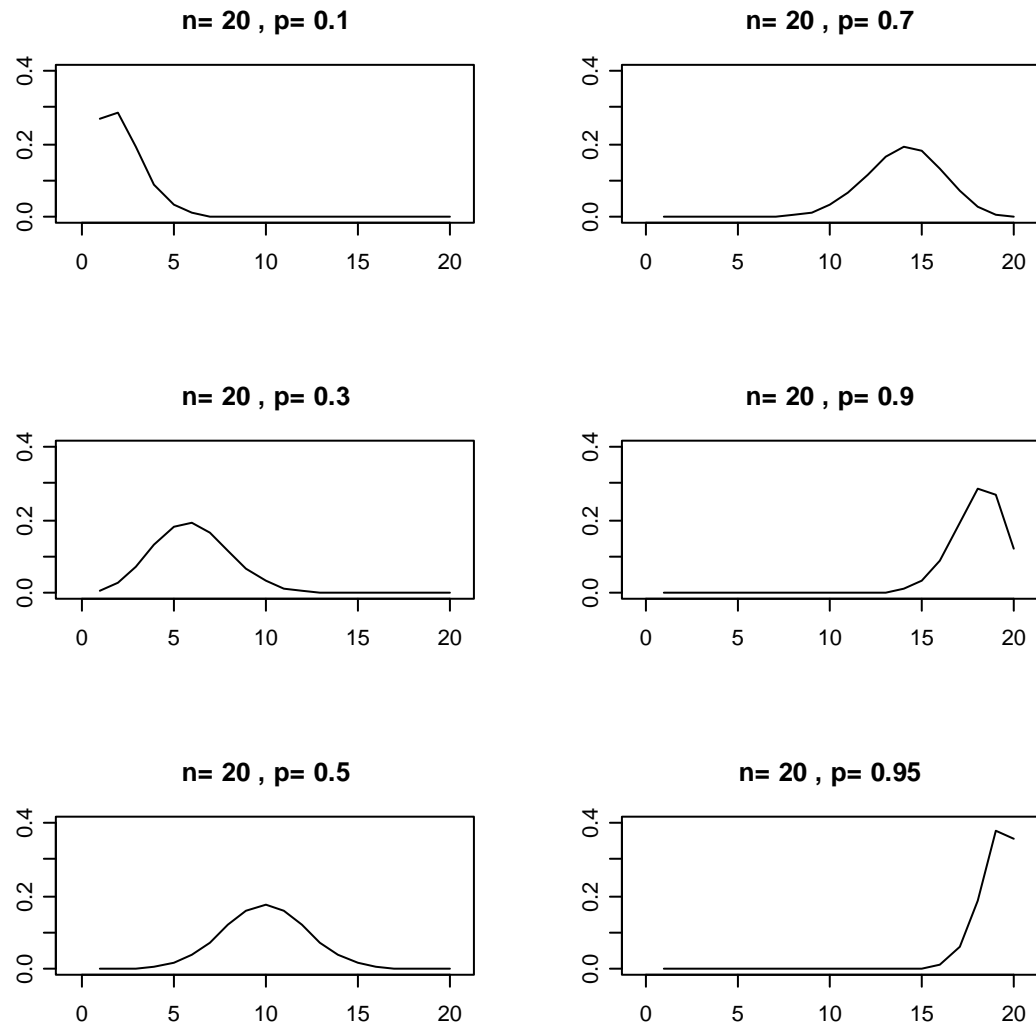 n= 20 , p= 0.1
0.0 0.2 0.4
0 5 10 15 20
n= 20 , p= 0.7
0.0 0.2 0.4
0 5 10 15 20
n= 20 , p= 0.3
0.0 0.2 0.4
0 5 10 15 20
n= 20 , p= 0.9
0.0 0.2 0.4
0 5 10 15 20
n= 20 , p= 0.5
0.0 0.2 0.4
0 5 10 15 20
n= 20 , p= 0.95
0.0 0.2 0.4
0 5 10 15 20